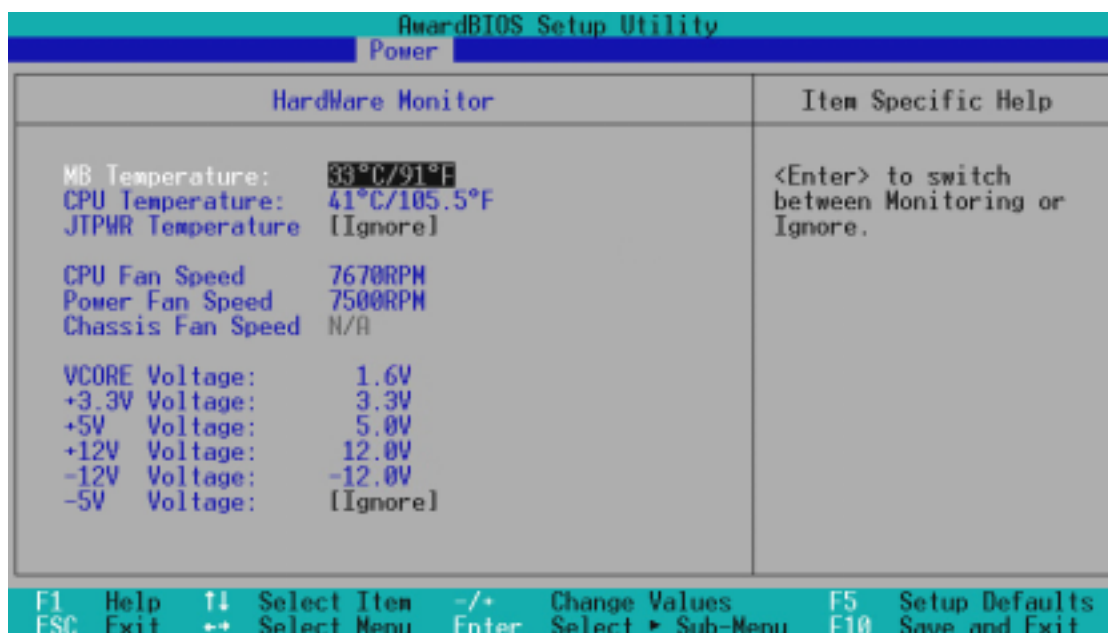 AwardBIOS Setup Utility
Power
HardWare Monitor
Item Specific Help
MB Temperature: 33°C/91°F
CPU Temperature: 41°C/105.5°F
JTPWR Temperature [Ignore]
CPU Fan Speed 7670RPM
Power Fan Speed 7500RPM
Chassis Fan Speed N/A
VCORE Voltage: 1.6V
+3.3V Voltage: 3.3V
+5V Voltage: 5.0V
+12V Voltage: 12.0V
-12V Voltage: -12.0V
-5V Voltage: [Ignore]
<Enter> to switch
between Monitoring or
Ignore.
F1 Help ↑↓ Select Item -/+ Change Values F5 Setup Defaults
ESC Exit ←→ Select Menu Enter Select ► Sub-Menu F10 Save and Exit